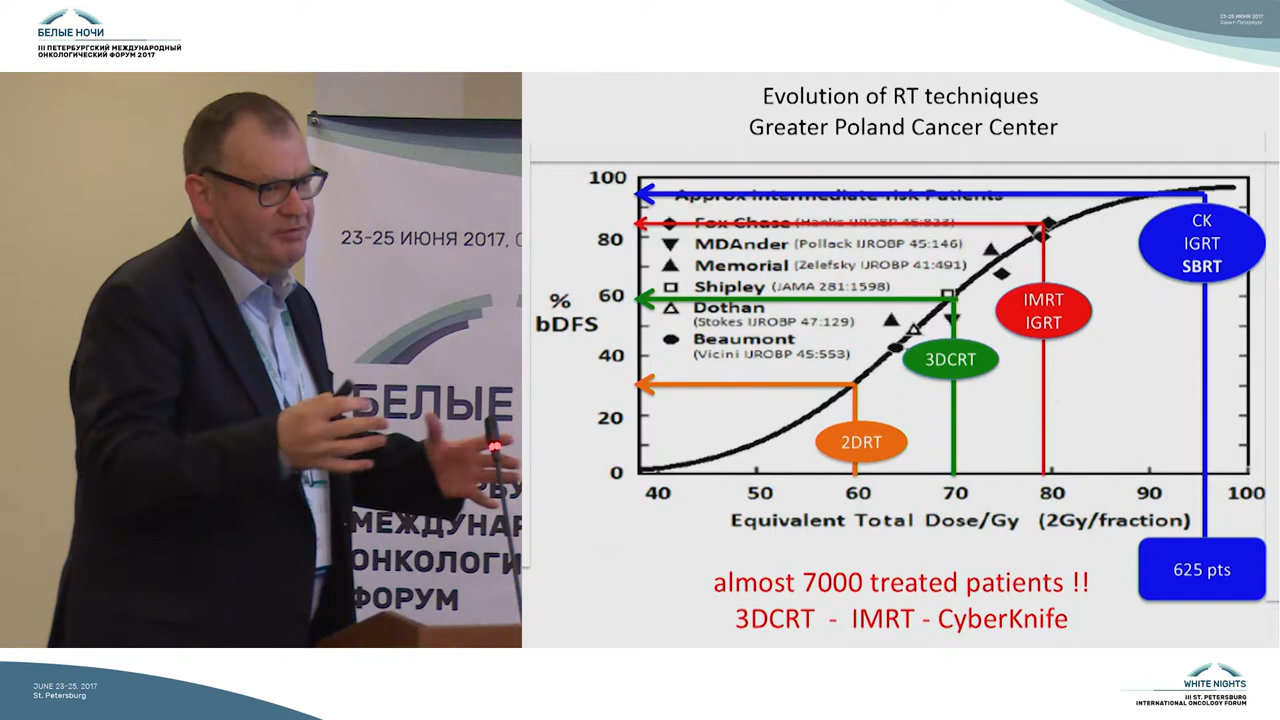 БЕЛЫЕ НОЧИ
III ПЕТЕРБУРГСКИЙ МЕЖДУНАРОДНЫЙ
ОНКОЛОГИЧЕСКИЙ ФОРУМ 2017
23-25 ИЮНЯ 2017
Санкт-Петербург
23-25 ИЮНЯ 2017, С
БЕЛЫЕ
МЕЖДУНАР
ОНКОЛОГИ
ФОРУМ
Evolution of RT techniques
Greater Poland Cancer Center
100
80
60
40
20
0
% 
bDFS
Approx Intermediate risk Patients
Fox Chase (Hanks IJROBP 46:823)
MDAnder (Pollack IJROBP 45:146)
Memorial (Zelefsky IJROBP 41:491)
Shipley (JAMA 281:1598)
Dothan
(Stokes IJROBP 47:129)
Beaumont
(Vicini IJROBP 45:553)
CK
IGRT
SBRT
IMRT
IGRT
3DCRT
2DRT
40 50 60 70 80 90 100
Equivalent Total Dose/Gy (2Gy/fraction)
625 pts
almost 7000 treated patients !!
3DCRT - IMRT - CyberKnife
JUNE 23-25, 2017
St. Petersburg
WHITE NIGHTS
III ST. PETERSBURG
INTERNATIONAL ONCOLOGY FORUM